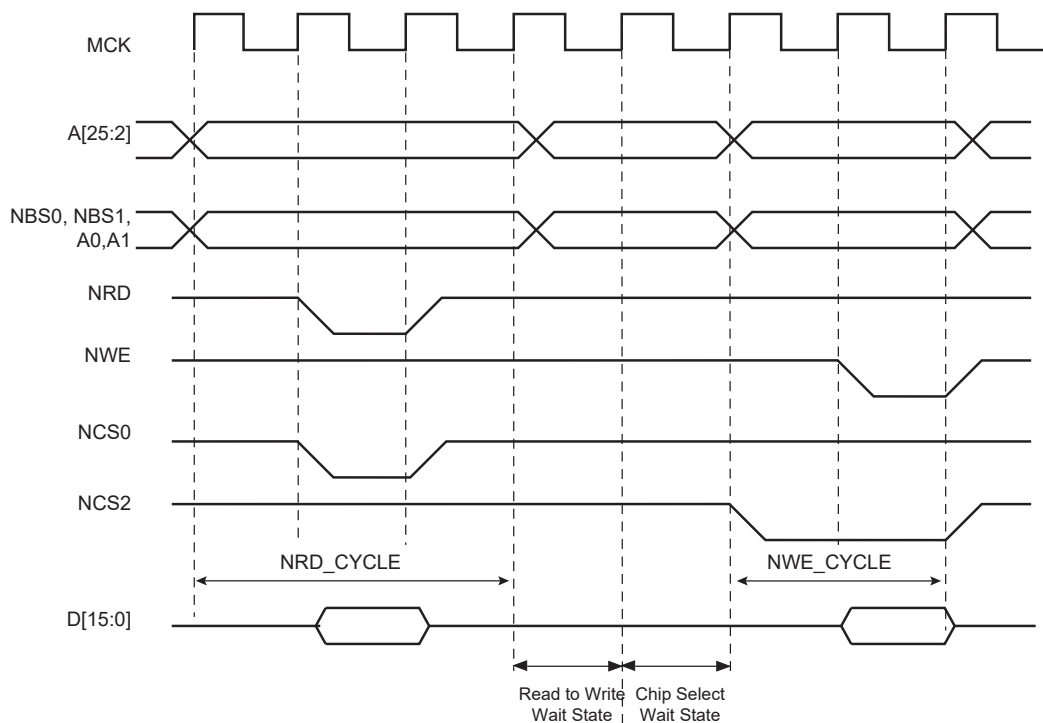 MCK
A[25:2]
NBS0, NBS1,
A0,A1
NRD
NWE
NCS0
NCS2
NRD_CYCLE
NWE_CYCLE
D[15:0]
Read to Write
Wait State
Chip Select
Wait State